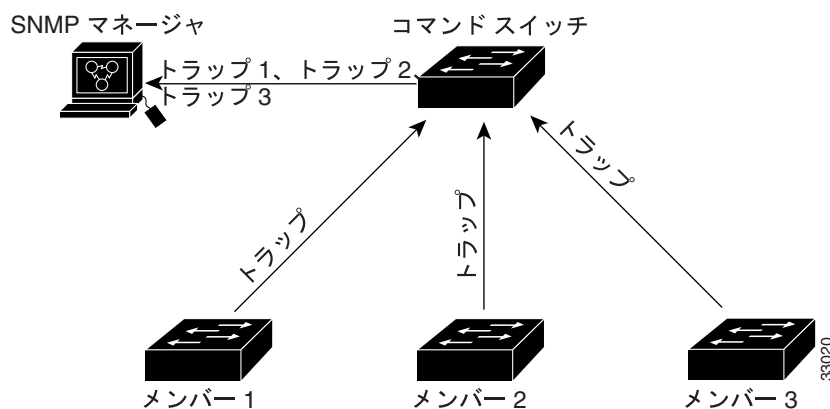 SNMP マネージャ
コマンド スイッチ
トラップ 1、トラップ 2、
トラップ 3
トラップ
トラップ
トラップ
メンバー 1
メンバー 2
メンバー 3
33020